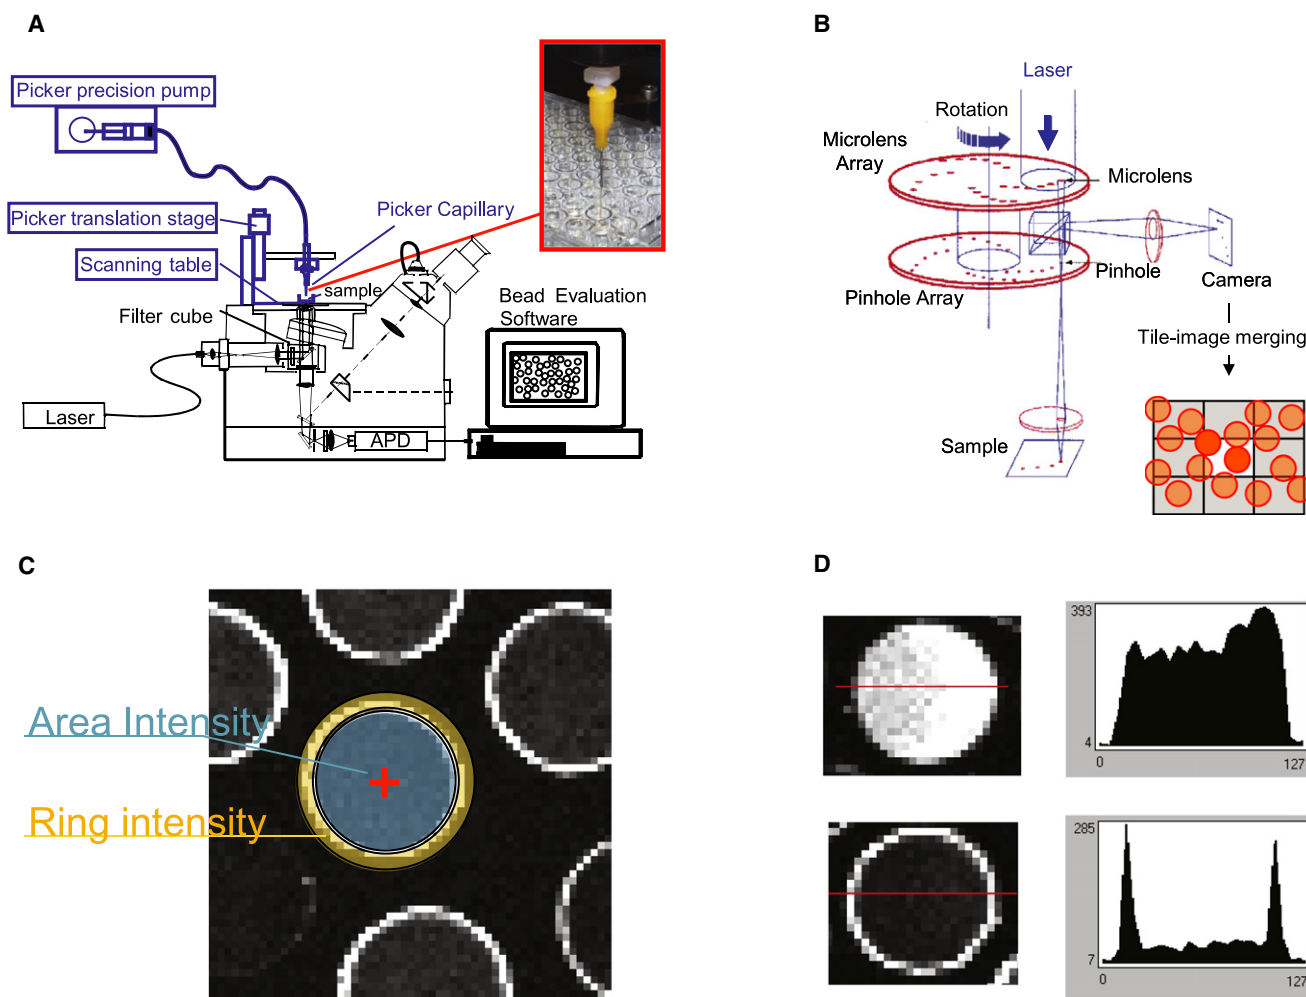 A
Picker precision pump
Picker translation stage
Picker Capillary
Scanning table
sample
Filter cube
Bead Evaluation
Software
Laser
APD
B
Laser
Rotation
Microlens
Array
Microlens
Pinhole
Pinhole Array
Camera
Tile-image merging
Sample
C
Area Intensity
Ring intensity
D
393
4
0
127
285
7
0
127